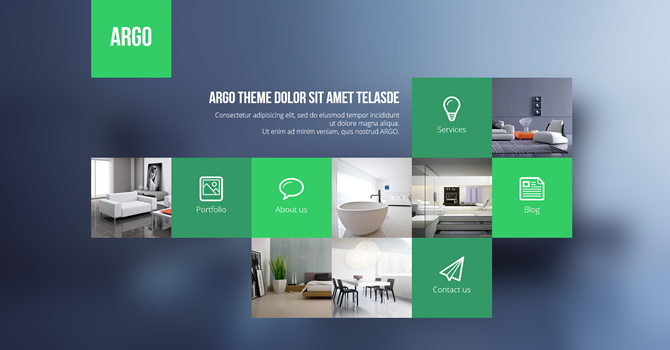 ARGO
ARGO THEME DOLOR SIT AMET TELASDE
Consectetur adipisicing elit, sed do eiusmod tempor incididunt
ut dolore magna aliqua.
Ut enim ad minim veniam, quis nostrud ARGO.
Services
Portfolio
About us
Blog
Contact us